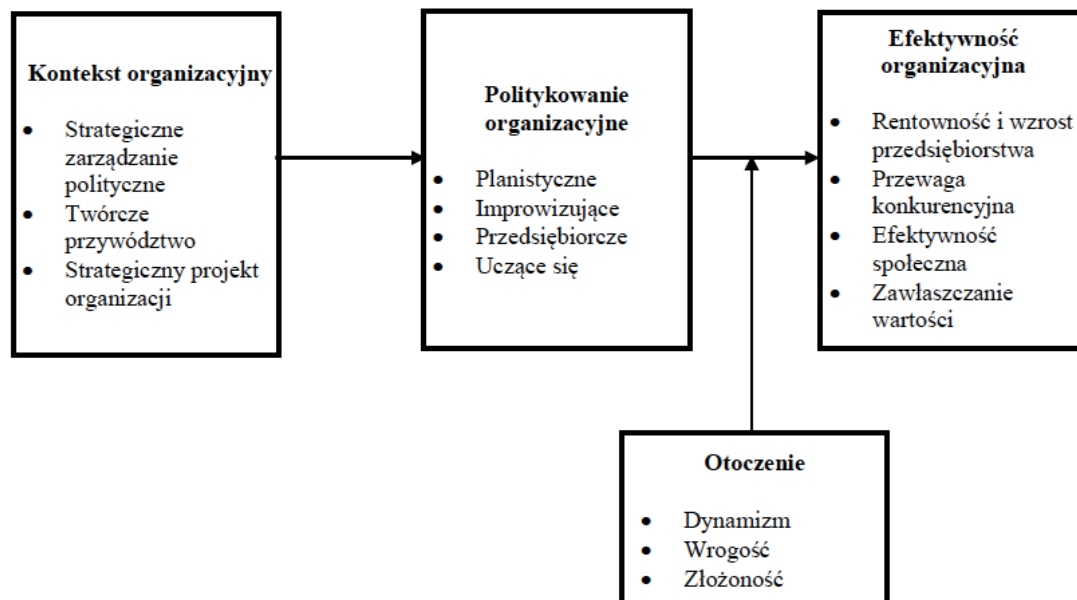 Kontekst organizacyjny
• Strategiczne
zarządzanie
polityczne
• Twórcze
przywództwo
• Strategiczny projekt
organizacji
Politykowanie
organizacyjne
• Planistyczne
• Improwizujące
• Przedsiębiorcze
• Uczące się
Efektywność
organizacyjna
• Rentowność i wzrost
przedsiębiorstwa
• Przewaga
konkurencyjna
• Efektywność
społeczna
• Zawłaszczanie
wartości
Otoczenie
• Dynamizm
• Wrogość
• Złożoność